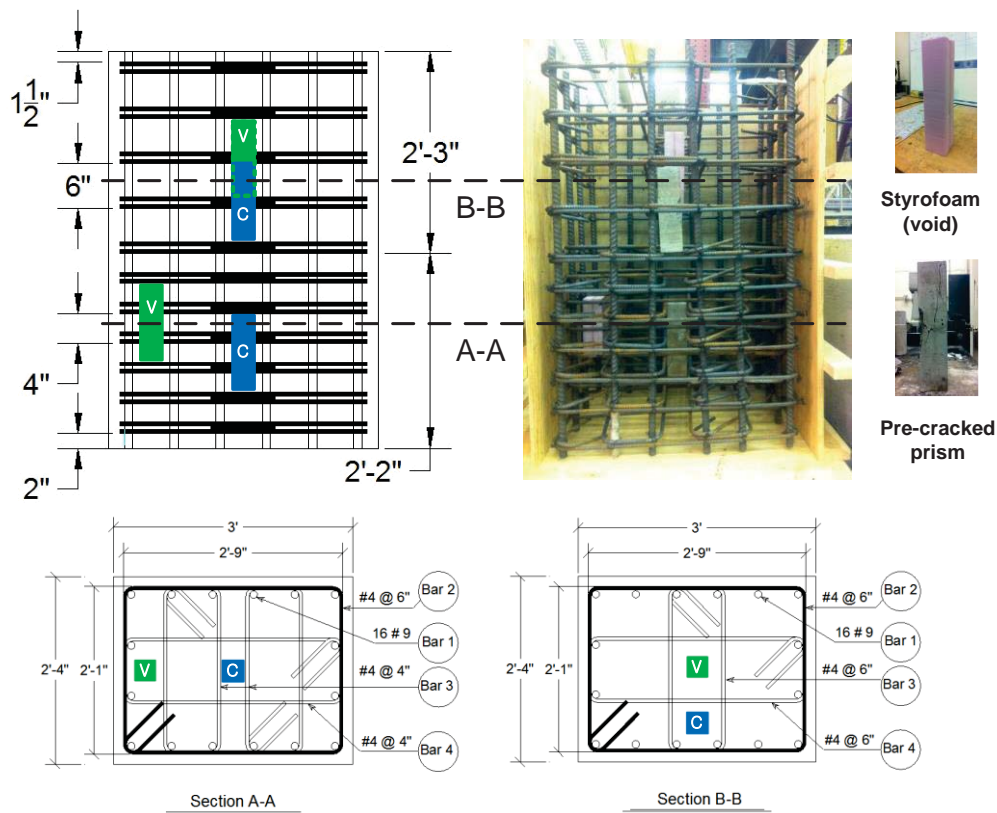 1 1/2"
V
2'-3"
6"
B-B
C
V
A-A
C
4"
2'-2"
2"
Styrofoam
(void)
Pre-cracked
prism
3'
2'-9"
#4 @ 6" Bar 2
16 # 9 Bar 1
2'-4" 2'-1" V C #4 @ 4" Bar 3
#4 @ 4" Bar 4
Section A-A
3'
2'-9"
#4 @ 6" Bar 2
16 # 9 Bar 1
2'-4" 2'-1" V #4 @ 6" Bar 3
C
#4 @ 6" Bar 4
Section B-B